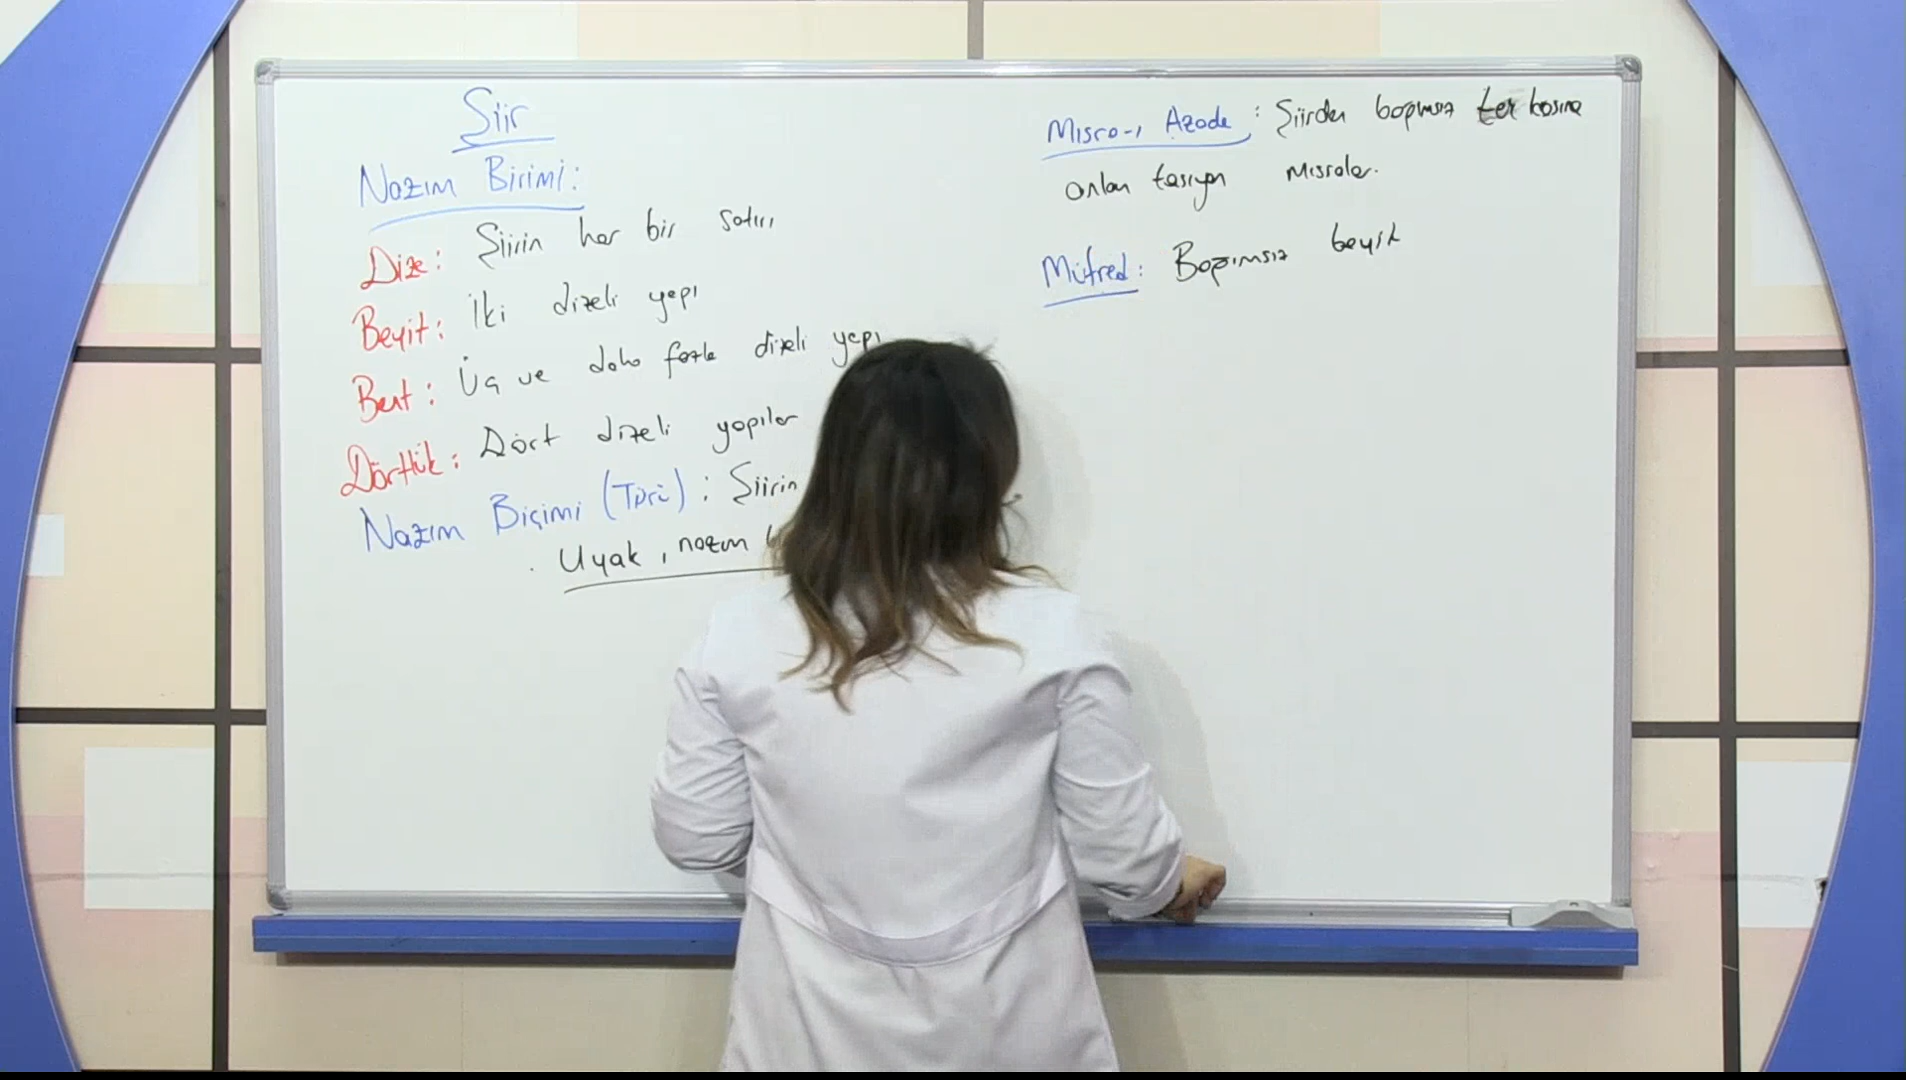 Şiir
Nazım Birimi:
Dize: Şiirin her bir satırı
Beyit: İki dizeli yapı
Bent: Üç ve daha fazla dizeli yapı
Dörtlük: Dört dizeli yapılar
Nazım Biçimi (Türü): Şiirin
Uyak, nazım
Mısra-ı Azade: Şiirden bağımsız tek başına
anlam taşıyan mısralar.
Müfred: Bağımsız beyit